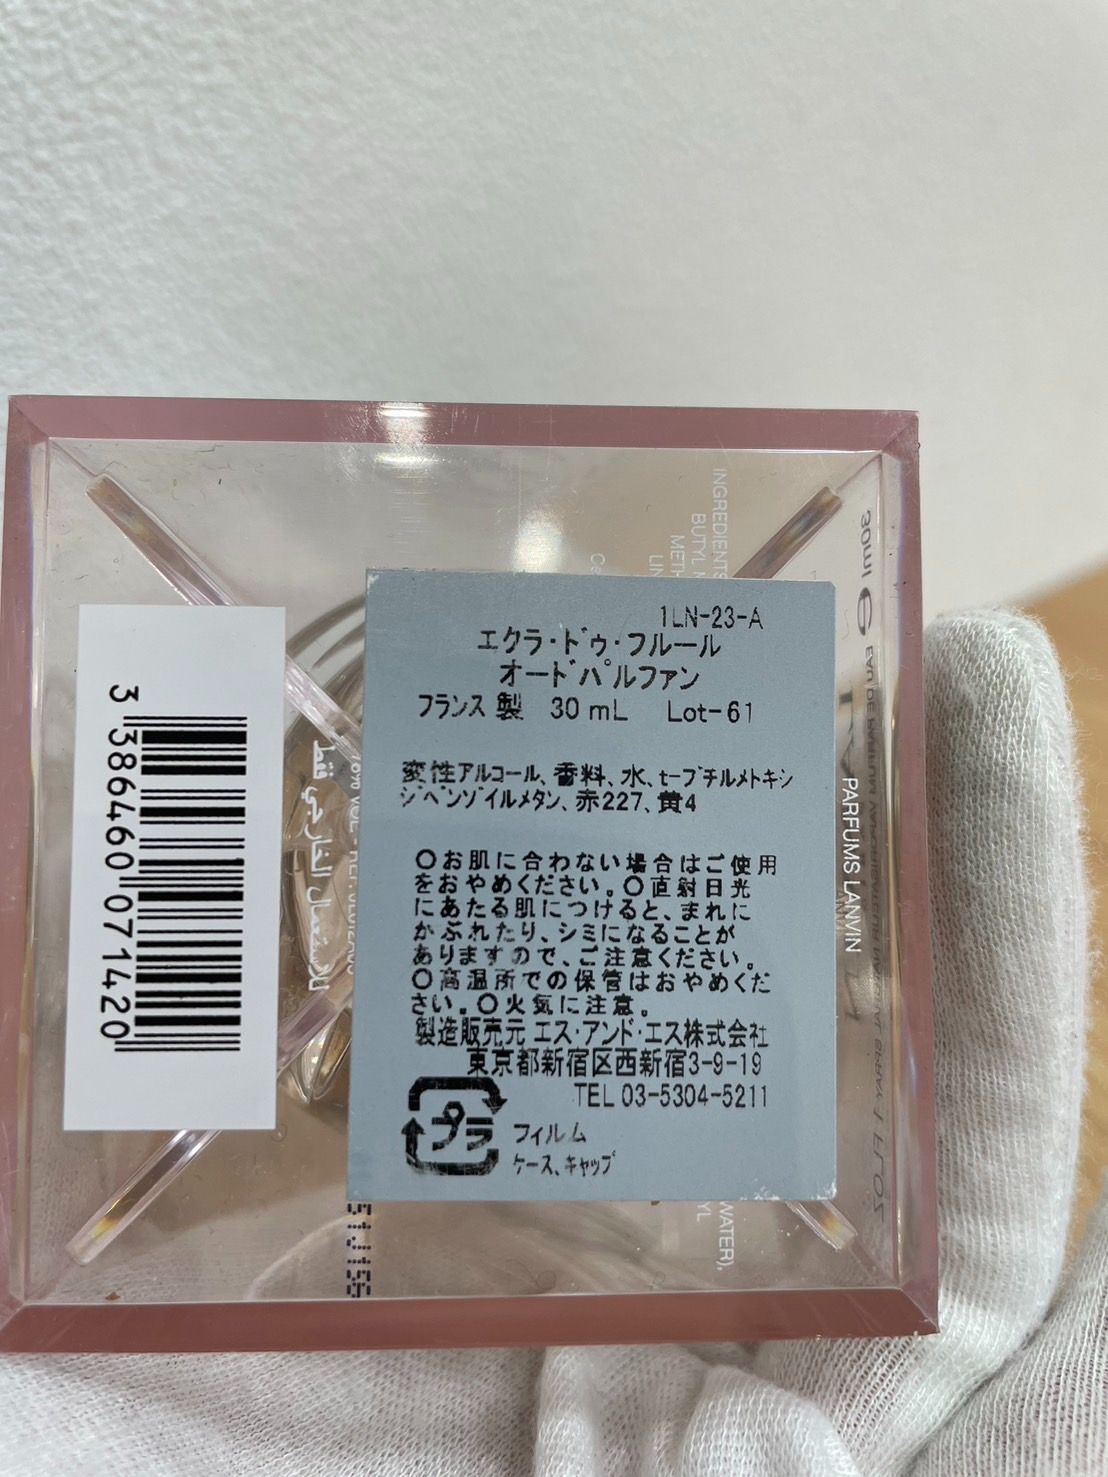 1LN-23-A
エクラ・ドゥ・フルール
オードパルファン
フランス製 30mL Lot-61
変性アルコール、香料、水、t-ブチルメトキシ
ジベンゾイルメタン、赤227、黄4
○お肌に合わない場合はご使用
をおやめください。○直射日光
にあたる肌につけると、まれに
かぶれたり、シミになることが
ありますので、ご注意ください。
○高温所での保管はおやめくだ
さい。○火気に注意。
製造販売元 エス・アンド・エス株式会社
東京都新宿区西新宿3-9-19
TEL 03-5304-5211
プラ
フィルム
ケース、キャップ
3 386460 071420
للاستعمال الخارجي فقط
INGREDIENTS
BUTYL
METH
LIN
WATER),
PARFUMS LANVIN
30ml e
51J155